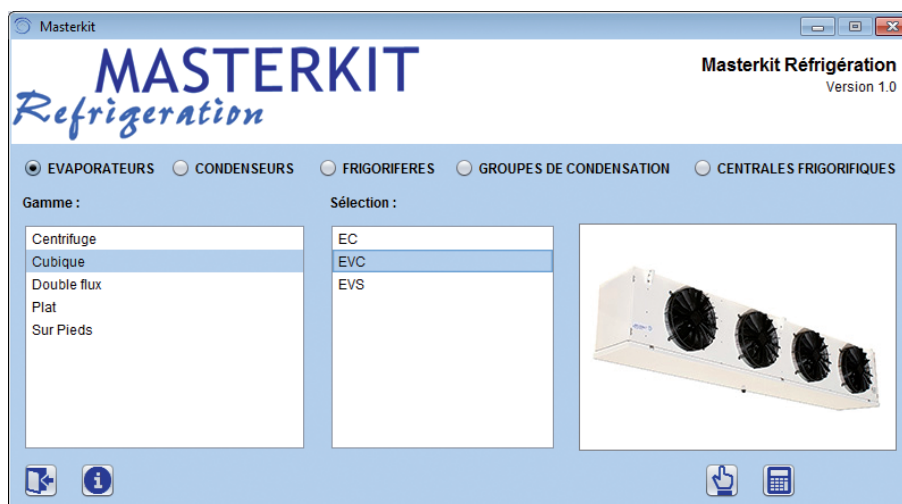 Masterkit
MASTERKIT
Refrigeration
Masterkit Réfrigération
Version 1.0
EVAPORATEURS CONDENSEURS FRIGORIFERES GROUPES DE CONDENSATION CENTRALES FRIGORIFIQUES
Gamme : Sélection :
Centrifuge EC
Cubique EVC
Double flux EVS
Plat
Sur Pieds